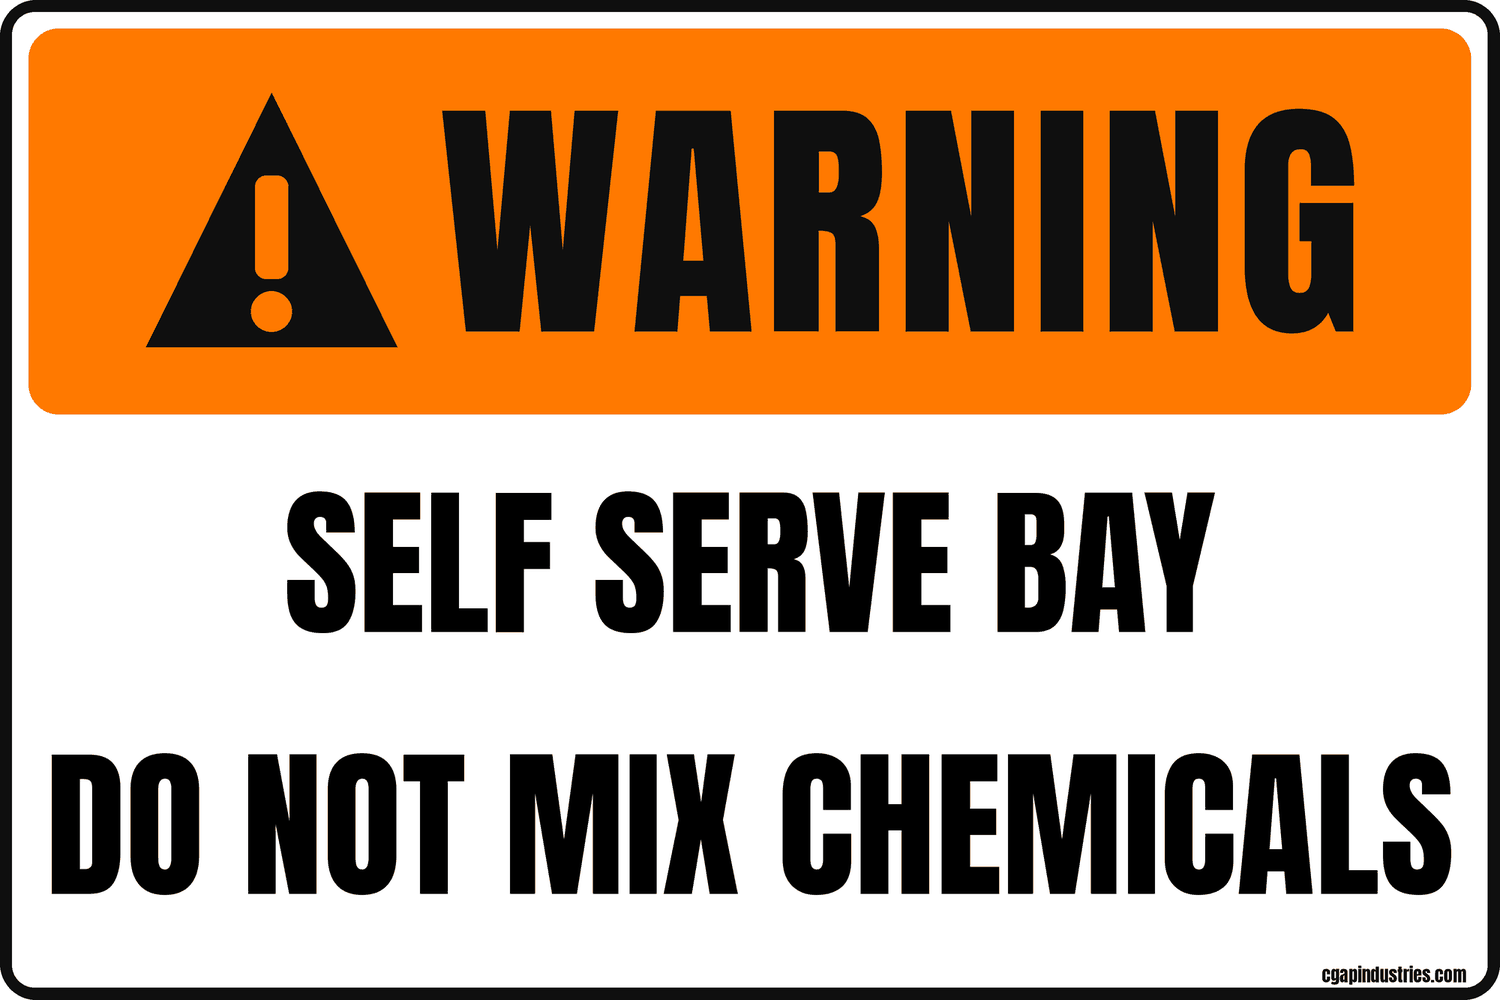 WARNING
SELF SERVE BAY
DO NOT MIX CHEMICALS
cgapindustries.com